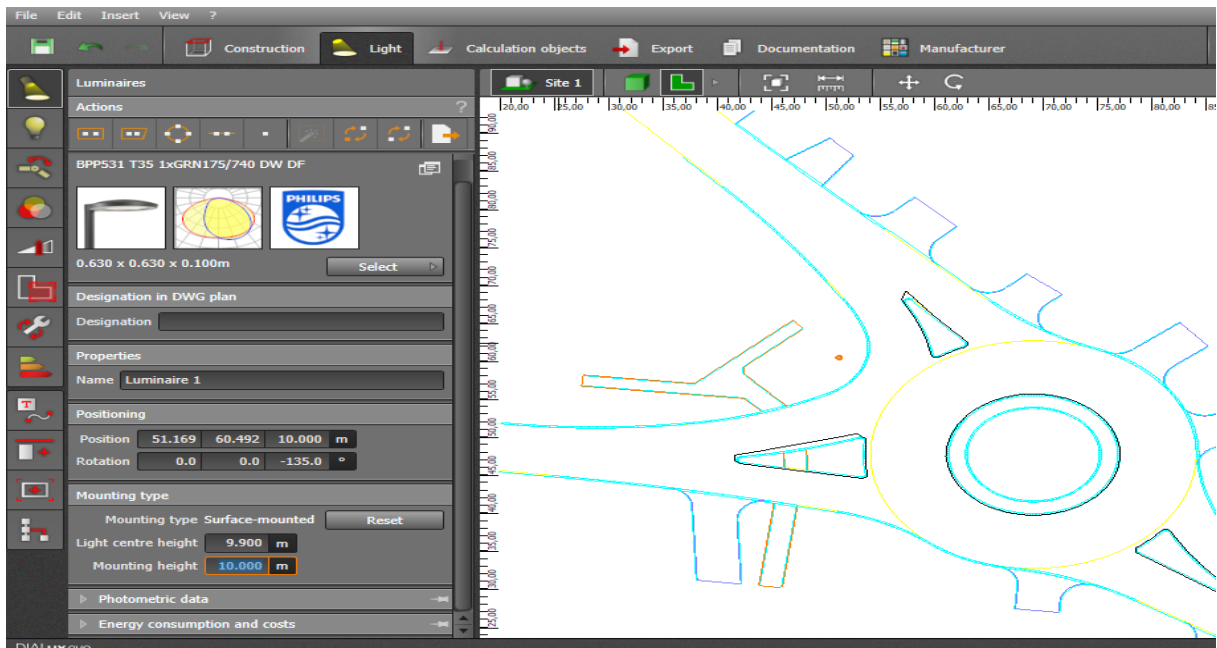 File Edit Insert View ?
Construction Light Calculation objects Export Documentation Manufacturer
Luminaires
Site 1
Actions ?
20,00 25,00 30,00 35,00 40,00 45,00 50,00 55,00 60,00 65,00 70,00 75,00 80,00
90,00
85,00
80,00
75,00
70,00
65,00
60,00
55,00
50,00
45,00
40,00
35,00
30,00
25,00
BPP531 T35 1xGRN175/740 DW DF
PHILIPS
0.630 x 0.630 x 0.100m Select
Designation in DWG plan
Designation
Properties
Name Luminaire 1
Positioning
Position 51.169 60.492 10.000 m
Rotation 0.0 0.0 -135.0 °
Mounting type
Mounting type Surface-mounted Reset
Light centre height 9.900 m
Mounting height 10.000 m
Photometric data
Energy consumption and costs
T